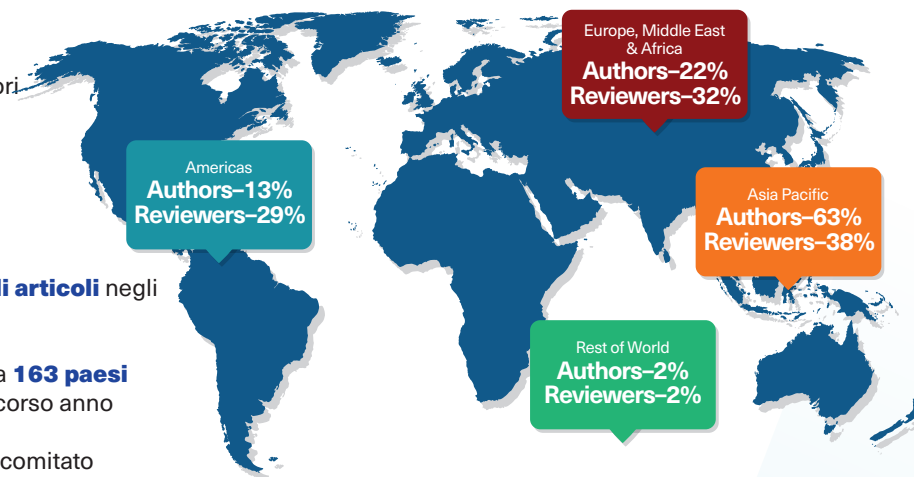 ori
li articoli negli
a 163 paesi
corso anno
comitato
Americas
Authors–13%
Reviewers–29%
Europe, Middle East
& Africa
Authors–22%
Reviewers–32%
Asia Pacific
Authors–63%
Reviewers–38%
Rest of World
Authors–2%
Reviewers–2%